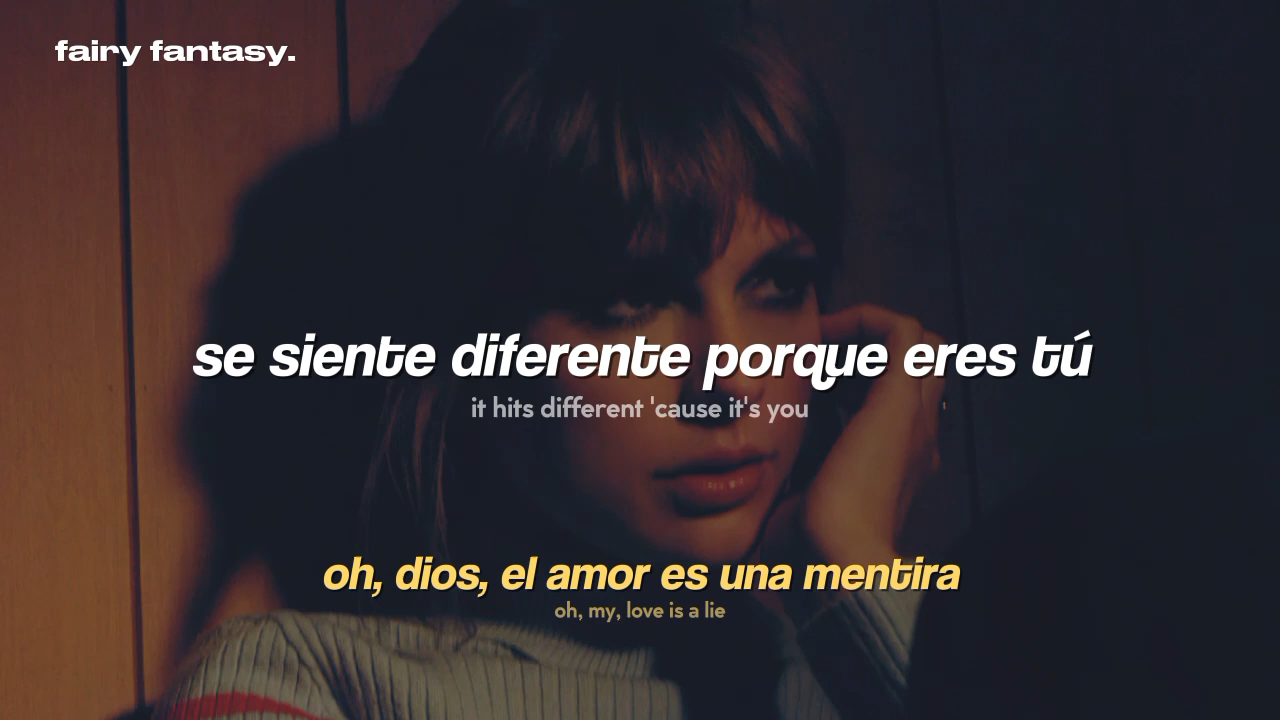 fairy fantasy.
se siente diferente porque eres tú
it hits different 'cause it's you
oh, dios, el amor es una mentira
oh, my, love is a lie